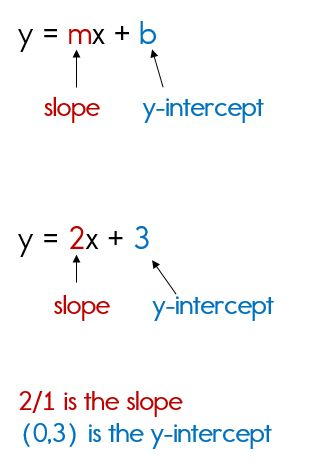 y = mx + b
slope y-intercept
y = 2x + 3
slope y-intercept
2/1 is the slope
(0,3) is the y-intercept